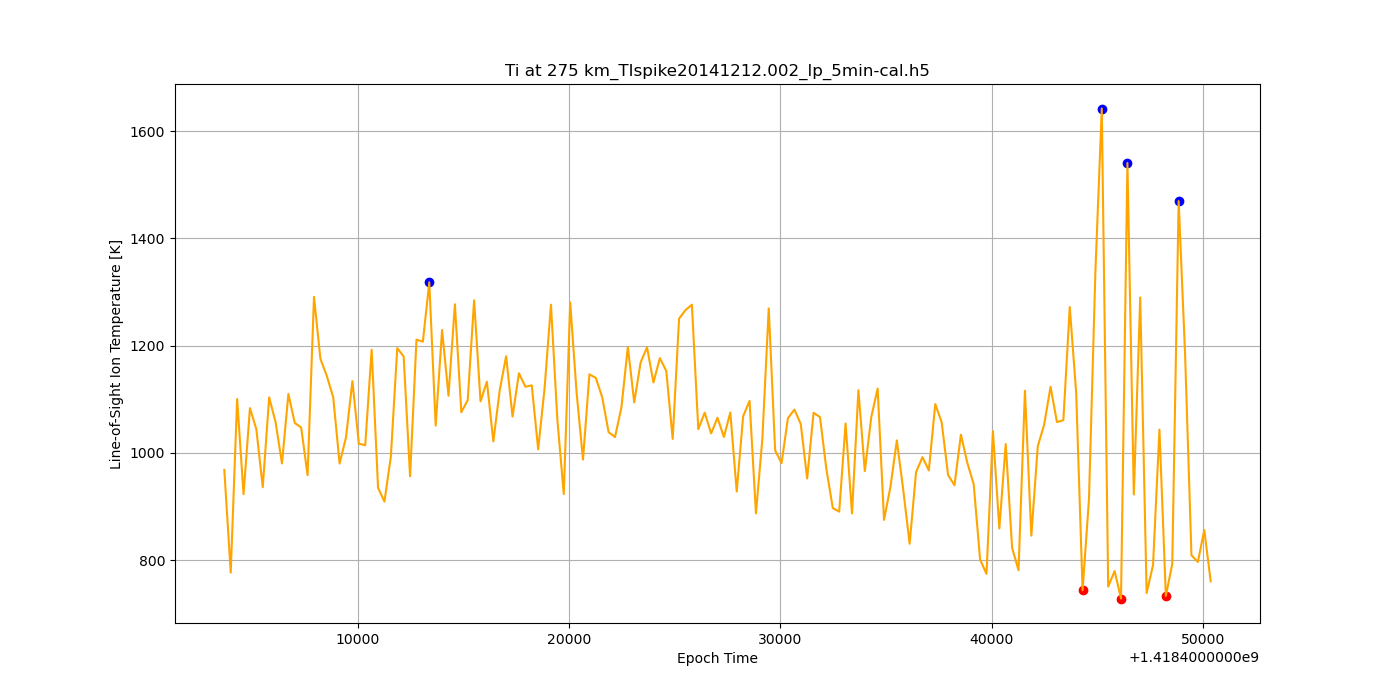 Ti at 275 km_TIspike20141212.002_lp_5min-cal.h5
Line-of-Sight Ion Temperature [K]
1600
1400
1200
1000
800
10000 20000 30000 40000 50000
Epoch Time
+1.4184000000e9